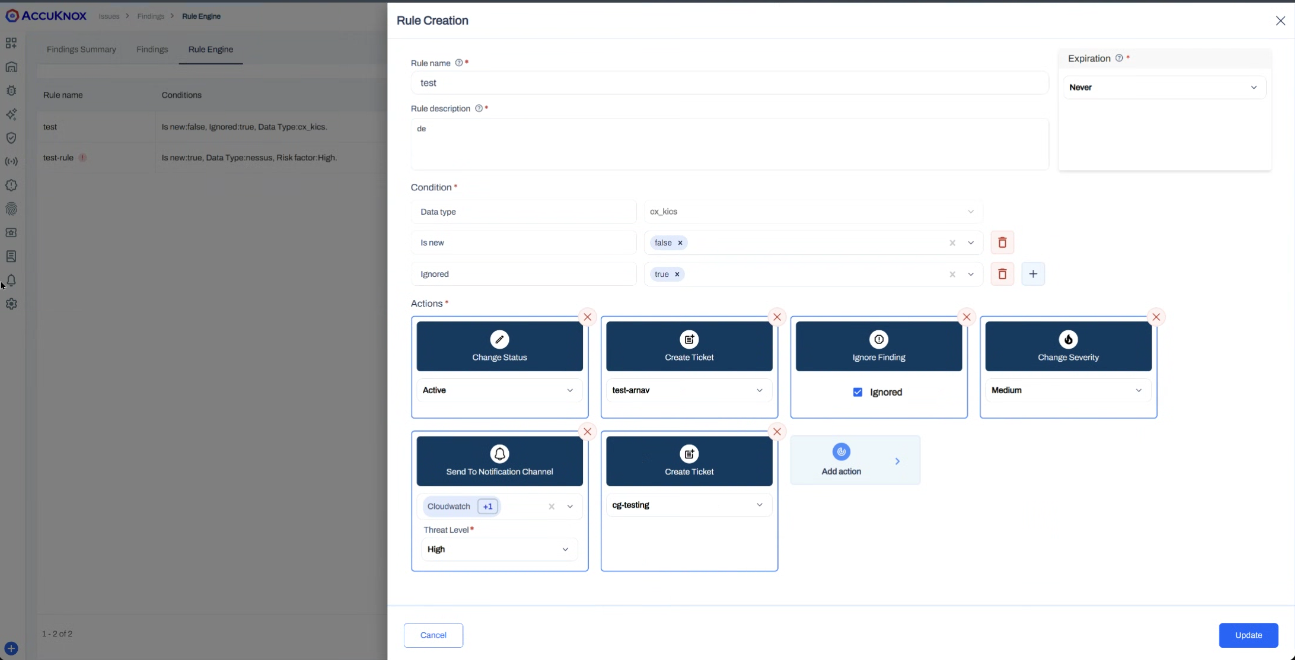 ACCUKNOX
Issues > Findings > Rule Engine
Findings Summary Findings Rule Engine
Rule name Conditions
test Is new:false, Ignored:true, Data Type:cx_kics.
test-rule Is new:true, Data Type:nessus, Risk factor:High.
1 - 2 of 2
Rule Creation
Rule name *
test
Rule description *
de
Expiration *
Never
Condition *
Data type cx_kics
Is new false
Ignored true
Actions *
Change Status Create Ticket Ignore Finding Change Severity
Active test-arnav Ignored Medium
Send To Notification Channel Create Ticket Add action
Cloudwatch +1 cg-testing
Threat Level *
High
Cancel Update